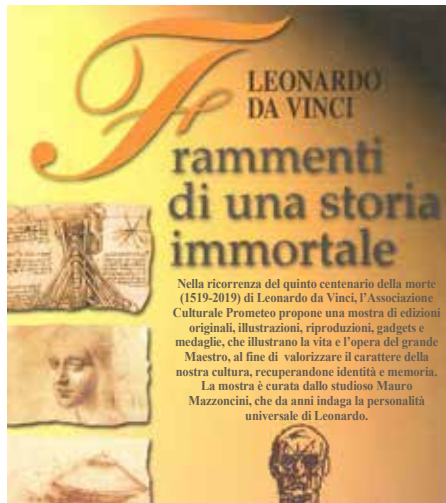 LEONARDO
DA VINCI
Frammenti
di una storia
immortale
Nella ricorrenza del quinto centenario della morte
(1519-2019) di Leonardo da Vinci, l'Associazione
Culturale Prometeo propone una mostra di edizioni
originali, illustrazioni, riproduzioni, gadgets e
medaglie, che illustrano la vita e l'opera del grande
Maestro, al fine di valorizzare il carattere della
nostra cultura, recuperandone identità e memoria.
La mostra è curata dallo studioso Mauro
Mazzoncini, che da anni indaga la personalità
universale di Leonardo.